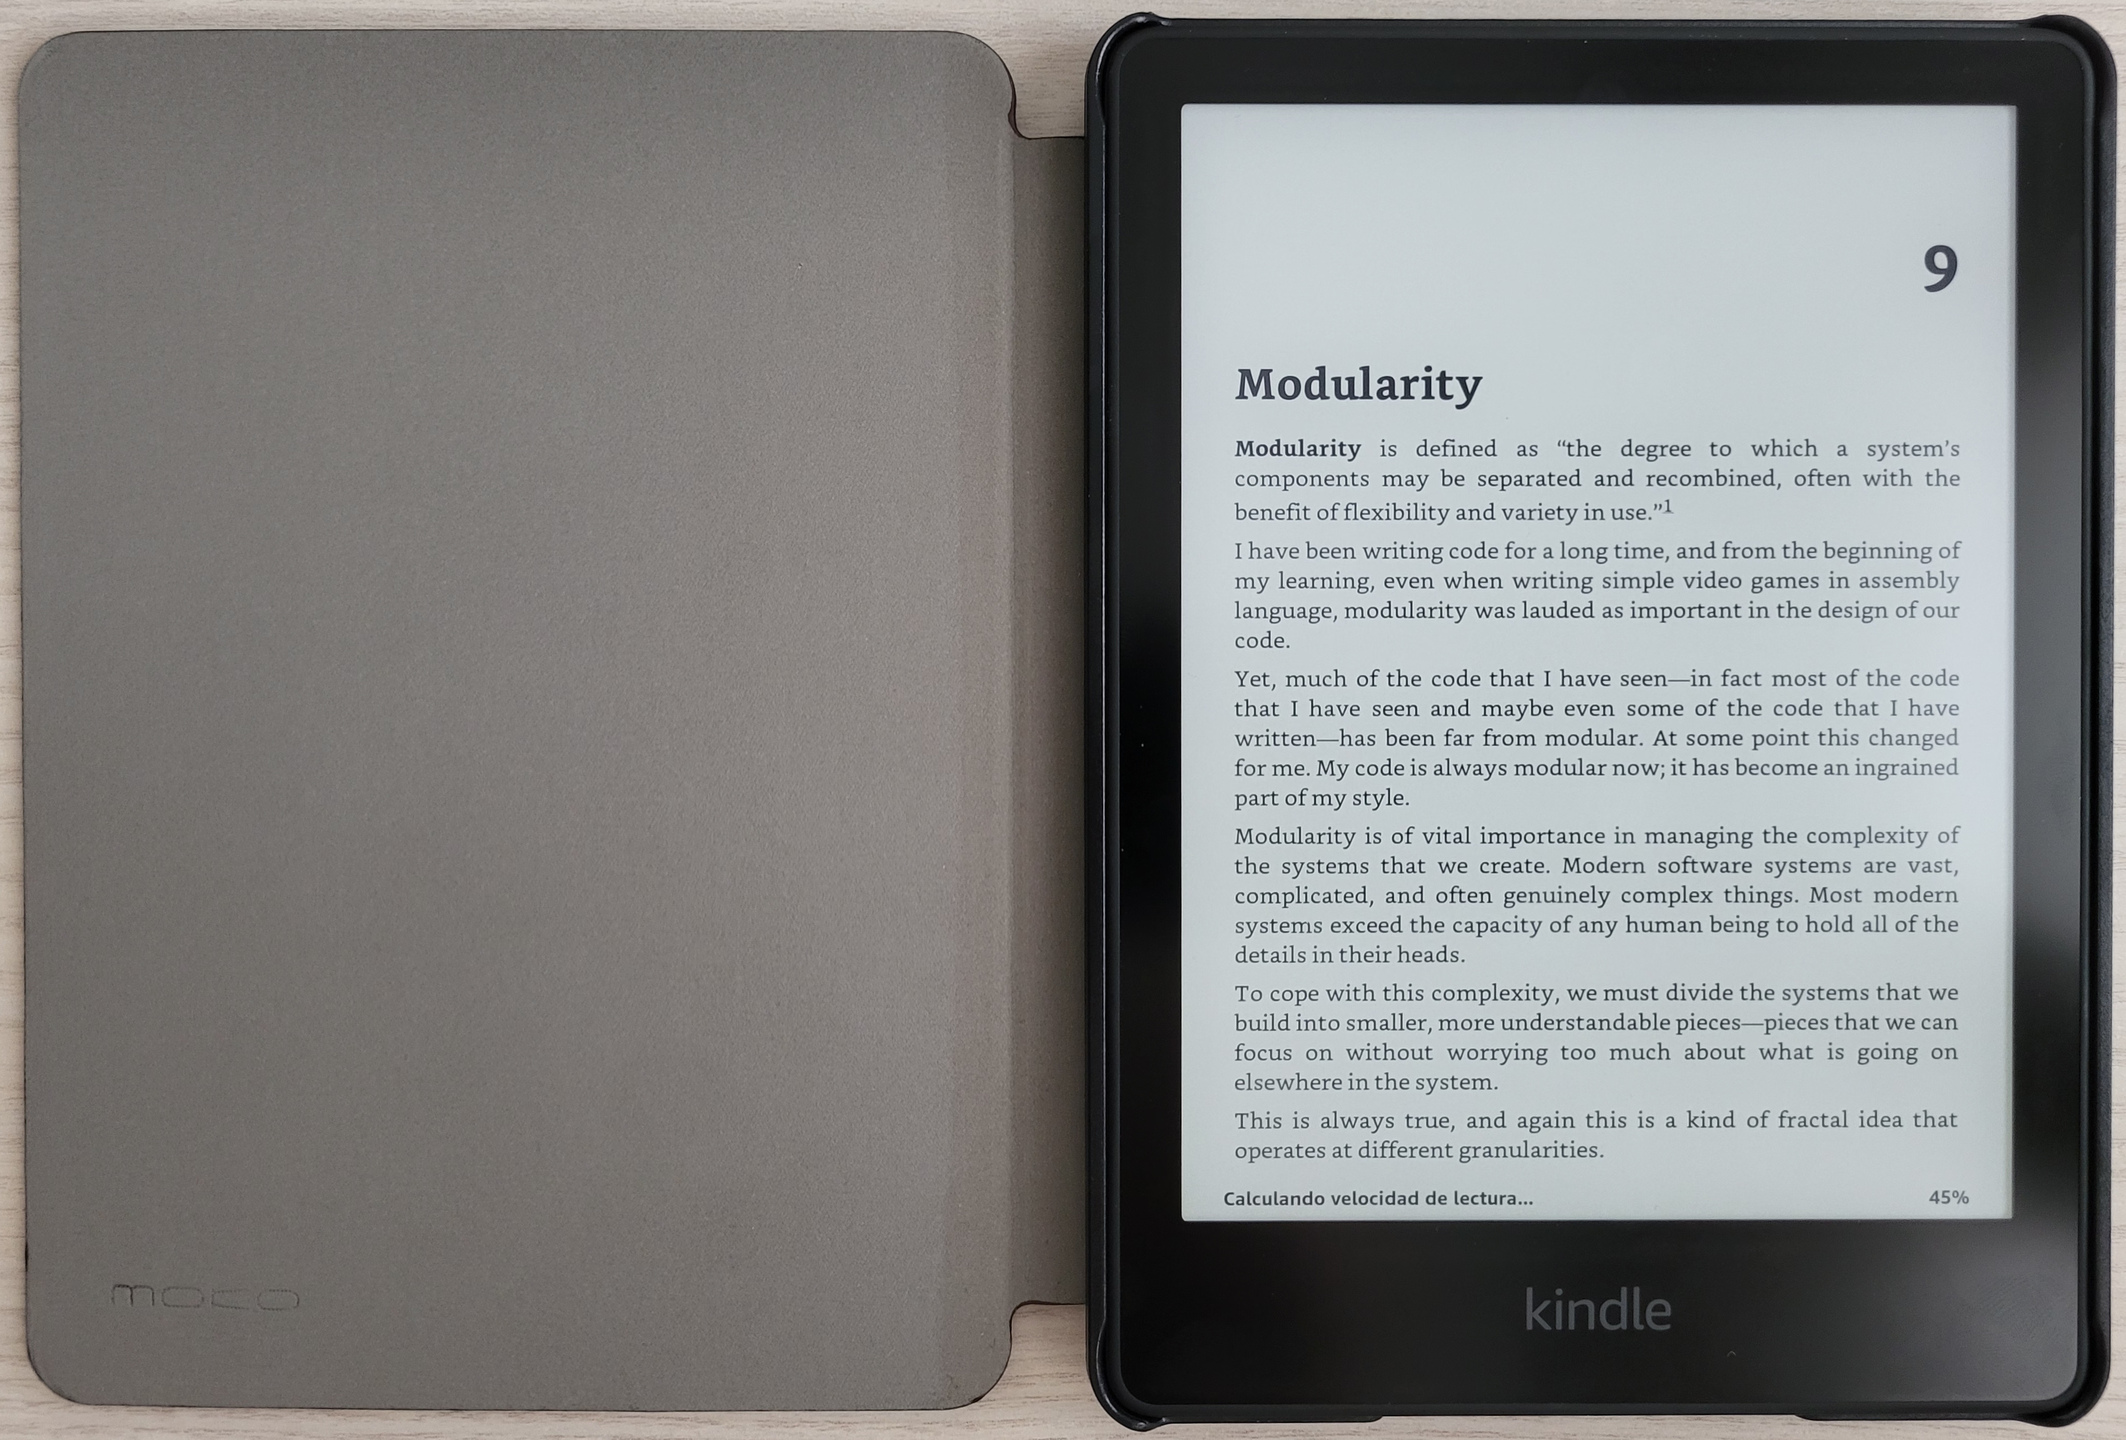 moko
9
Modularity
Modularity is defined as “the degree to which a system’s
components may be separated and recombined, often with the
benefit of flexibility and variety in use.”1
I have been writing code for a long time, and from the beginning of
my learning, even when writing simple video games in assembly
language, modularity was lauded as important in the design of our
code.
Yet, much of the code that I have seen—in fact most of the code
that I have seen and maybe even some of the code that I have
written—has been far from modular. At some point this changed
for me. My code is always modular now; it has become an ingrained
part of my style.
Modularity is of vital importance in managing the complexity of
the systems that we create. Modern software systems are vast,
complicated, and often genuinely complex things. Most modern
systems exceed the capacity of any human being to hold all of the
details in their heads.
To cope with this complexity, we must divide the systems that we
build into smaller, more understandable pieces—pieces that we can
focus on without worrying too much about what is going on
elsewhere in the system.
This is always true, and again this is a kind of fractal idea that
operates at different granularities.
Calculando velocidad de lectura... 45%
kindle